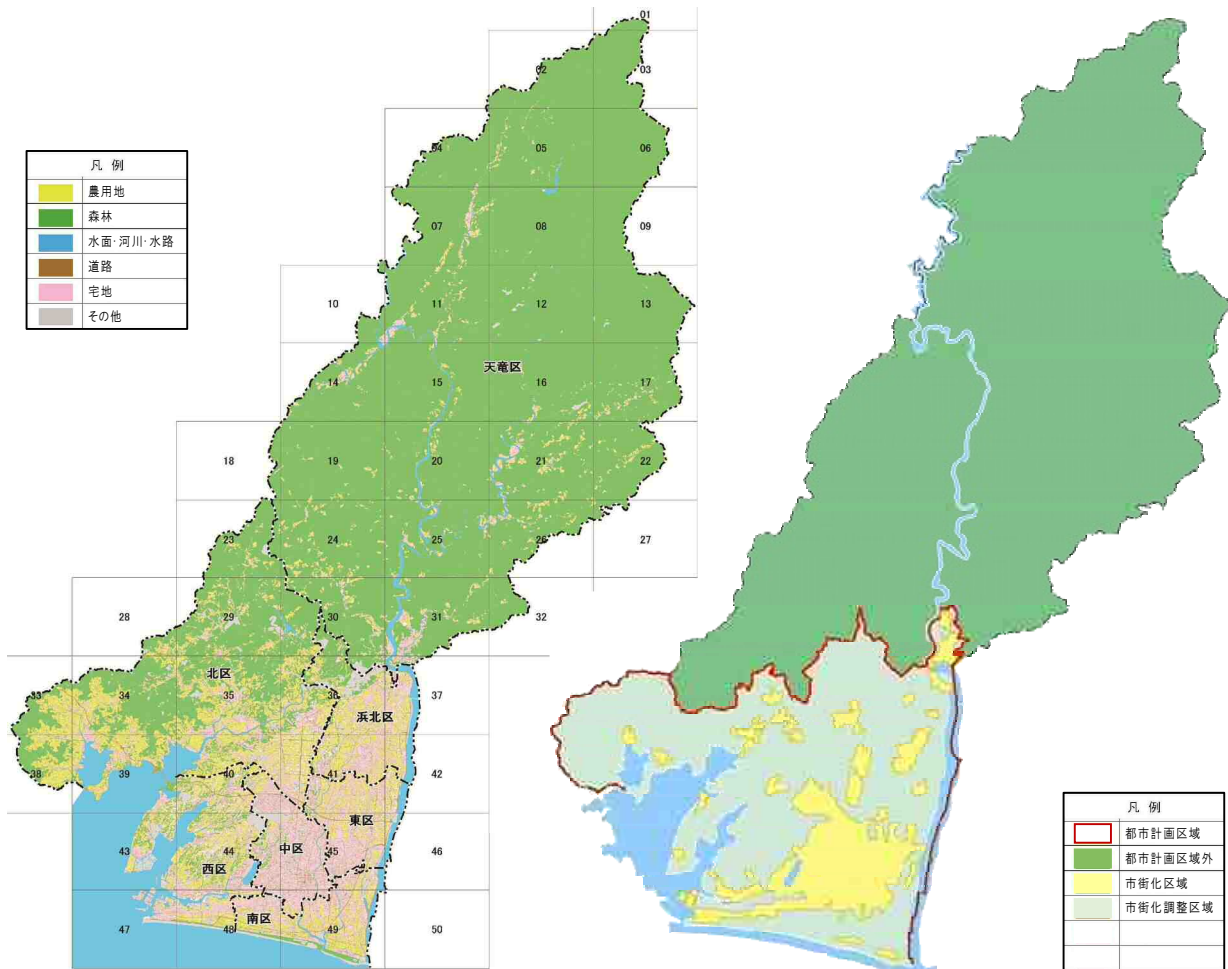 01
02 03
凡 例
農用地
森林
水面・河川・水路
道路
宅地
その他
04 05 06
07 08 09
10 11 12 13
天竜区
14 15 16 17
18 19 20 21 22
23 24 25 26 27
28 29 30 31 32
北区
33 34 35 36 37
浜北区
38 39 40 41 42
東区
中区
43 44 45 46
西区
南区
47 48 49 50
凡 例
都市計画区域
都市計画区域外
市街化区域
市街化調整区域